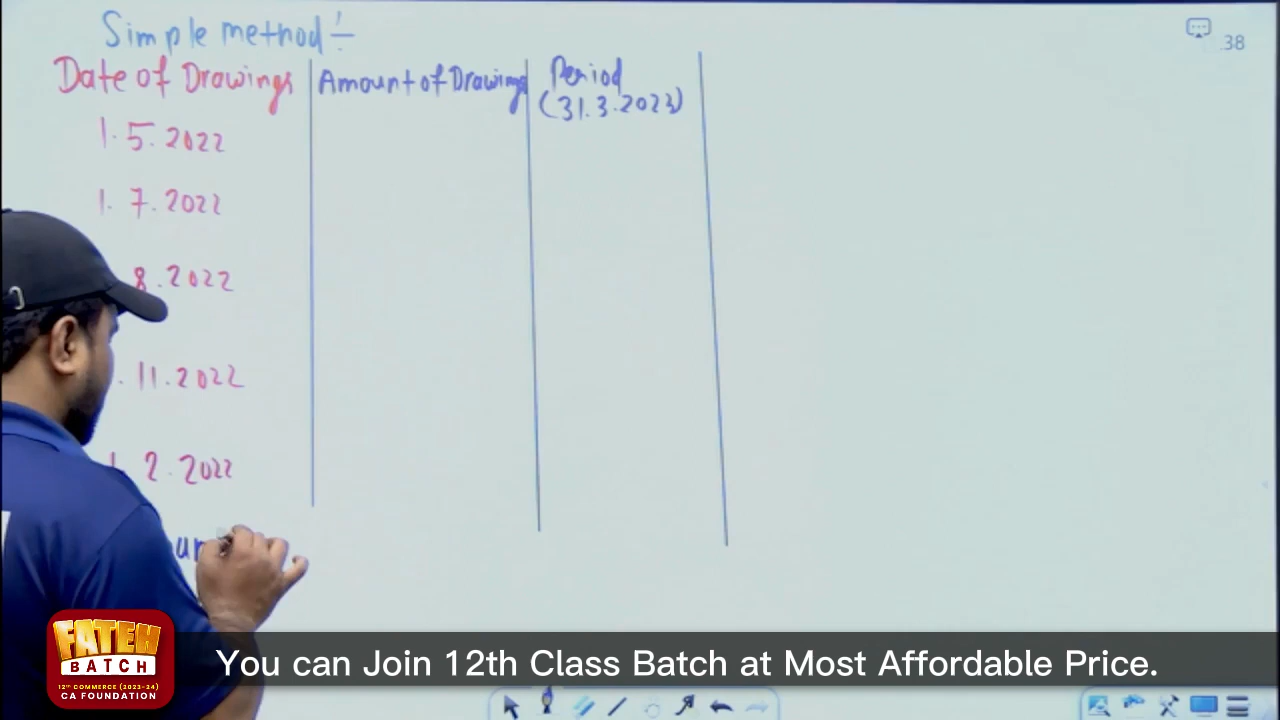 Simple method:-
38
Date of Drawings Amount of Drawings Period
(31.3.2023)
1.5.2022
1.7.2022
8.2022
.11.2022
1 2.2022
FATEH
BATCH
12TH COMMERCE (2023-24)
CA FOUNDATION
You can Join 12th Class Batch at Most Affordable Price.